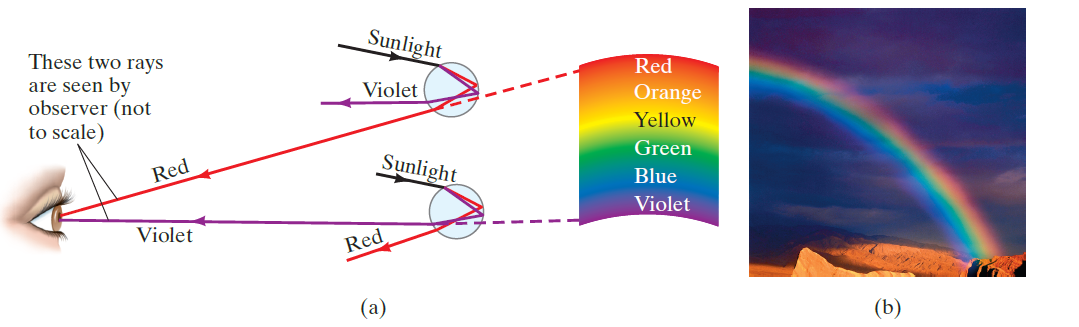 These two rays
are seen by
observer (not
to scale)
Sunlight
Violet
Red
Sunlight
Violet
Red
Red
Orange
Yellow
Green
Blue
Violet
(a)
(b)